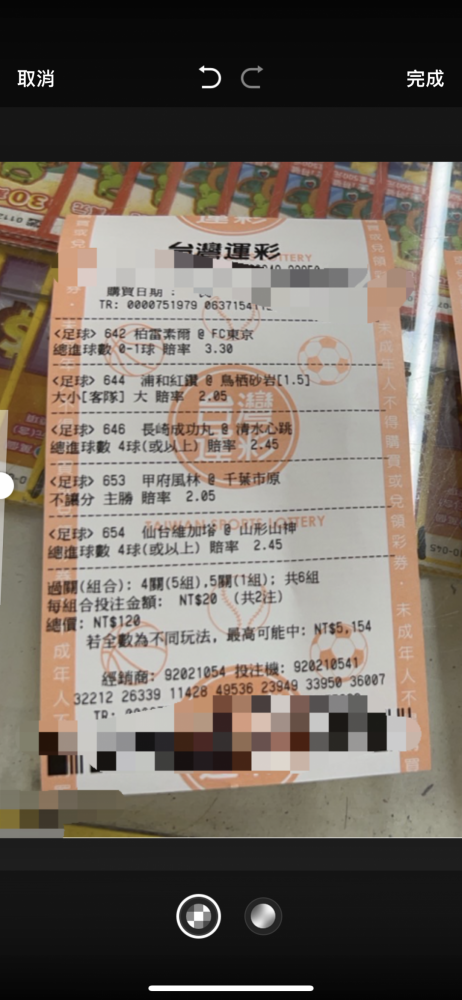 取消
完成
台灣運彩
購買日期 :
TR: 0000751979 063715411
<足球> 642 柏雷素爾 @ FC東京
總進球數 0-1球 賠率 3.30
<足球> 644 浦和紅鑽 @ 鳥栖砂岩[1.5]
大小[客隊] 大 賠率 2.05
<足球> 646 長崎成功丸 @ 清水心跳
總進球數 4球(或以上) 賠率 2.45
<足球> 653 甲府風林 @ 千葉市原
不讓分 主勝 賠率 2.05
<足球> 654 仙台維加塔 @ 山形山神
總進球數 4球(或以上) 賠率 2.45
過關(組合): 4關(5組),5關(1組); 共6組
每組合投注金額: NT$20 (共2注)
總價: NT$120
若全數為不同玩法, 最高可能中: NT$5,154
經銷商: 92021054 投注機: 920210541
32212 26339 11428 49536 23949 33950 36007